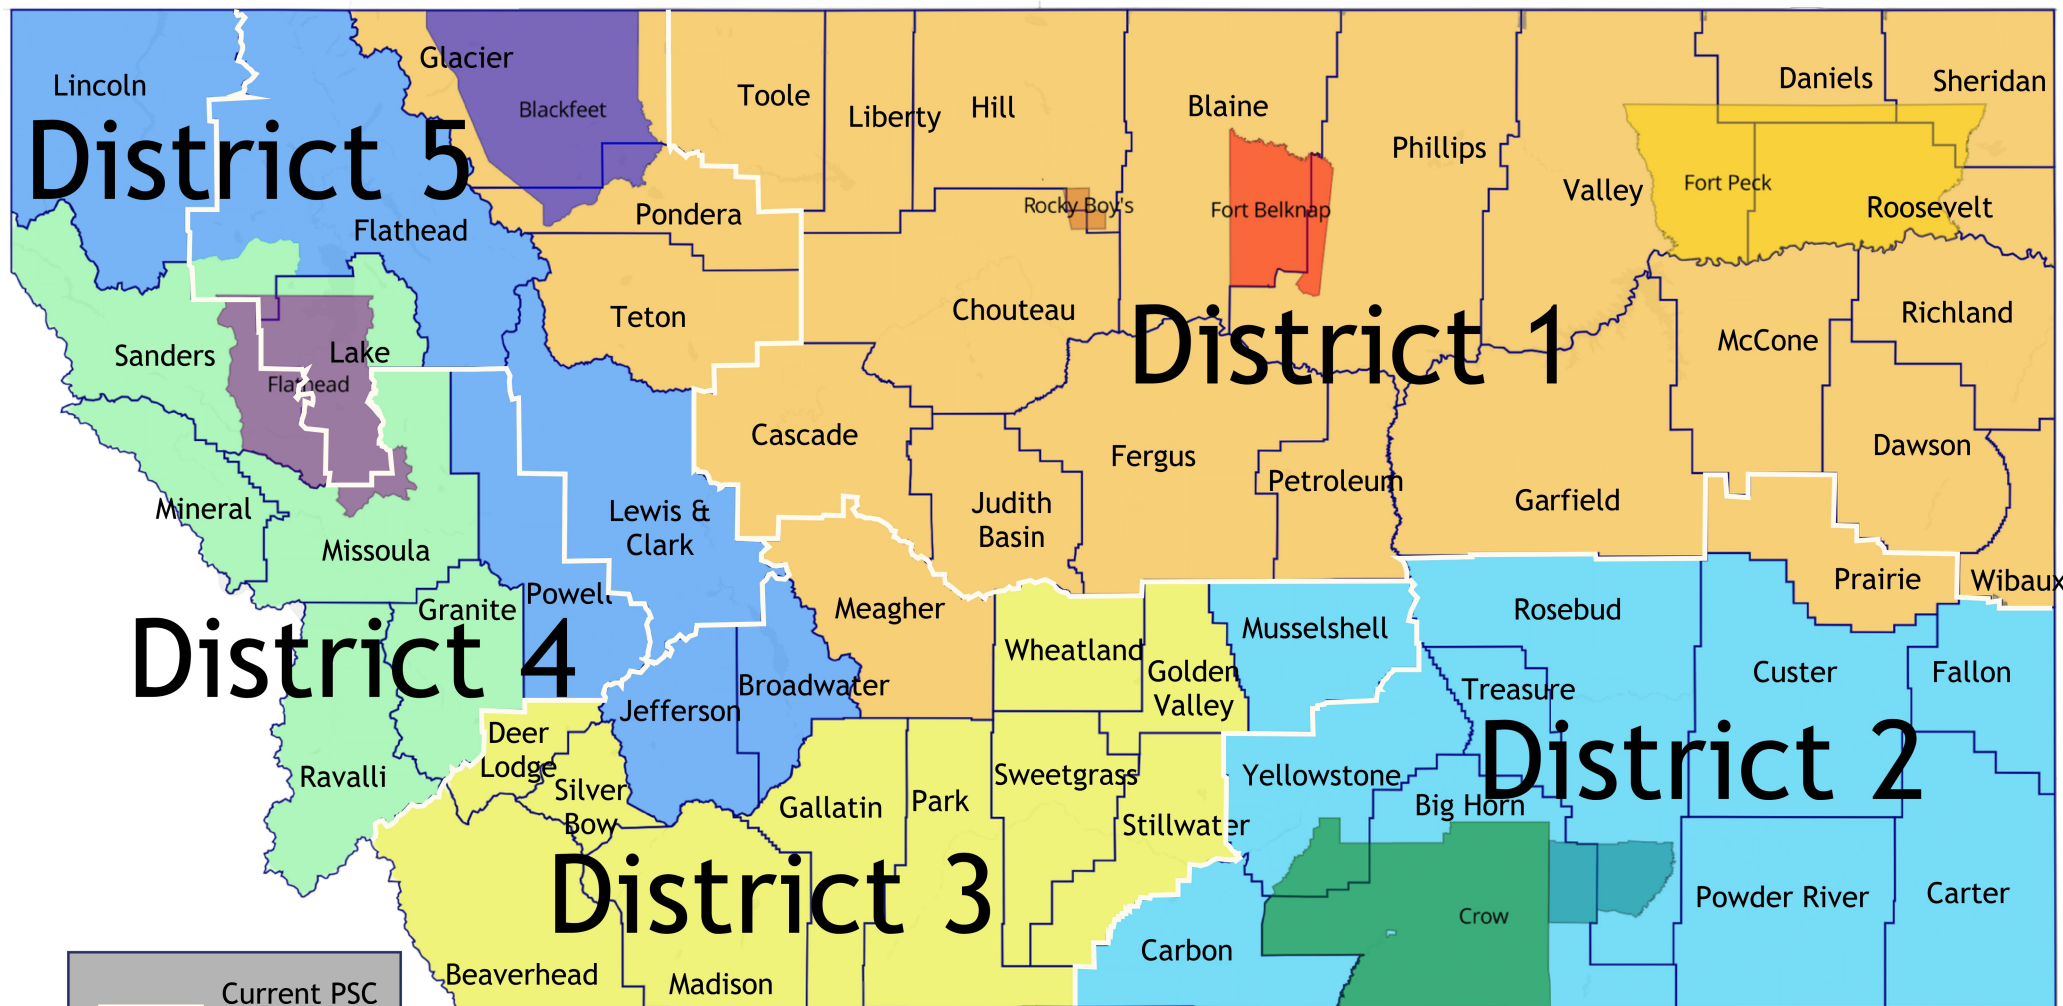 Glacier
Lincoln
Blackfeet
Toole
Liberty
Hill
Blaine
Daniels
Sheridan
District 5
Phillips
Valley
Fort Peck
Roosevelt
Flathead
Pondera
Rocky Boy's
Fort Belknap
Teton
Chouteau
District 1
McCone
Richland
Sanders
Lake
Flathead
Cascade
Judith
Basin
Fergus
Petroleum
Garfield
Dawson
Mineral
Missoula
Lewis &
Clark
Powell
Granite
Meagher
Wheatland
Golden
Valley
Musselshell
Rosebud
Prairie
Wibaux
District 4
Jefferson
Broadwater
Treasure
Custer
Fallon
Deer
Lodge
Ravalli
Silver
Bow
Gallatin
Park
Sweetgrass
Stillwater
Yellowstone
Big Horn
District 2
District 3
Crow
Powder River
Carter
Carbon
Beaverhead
Madison
Current PSC